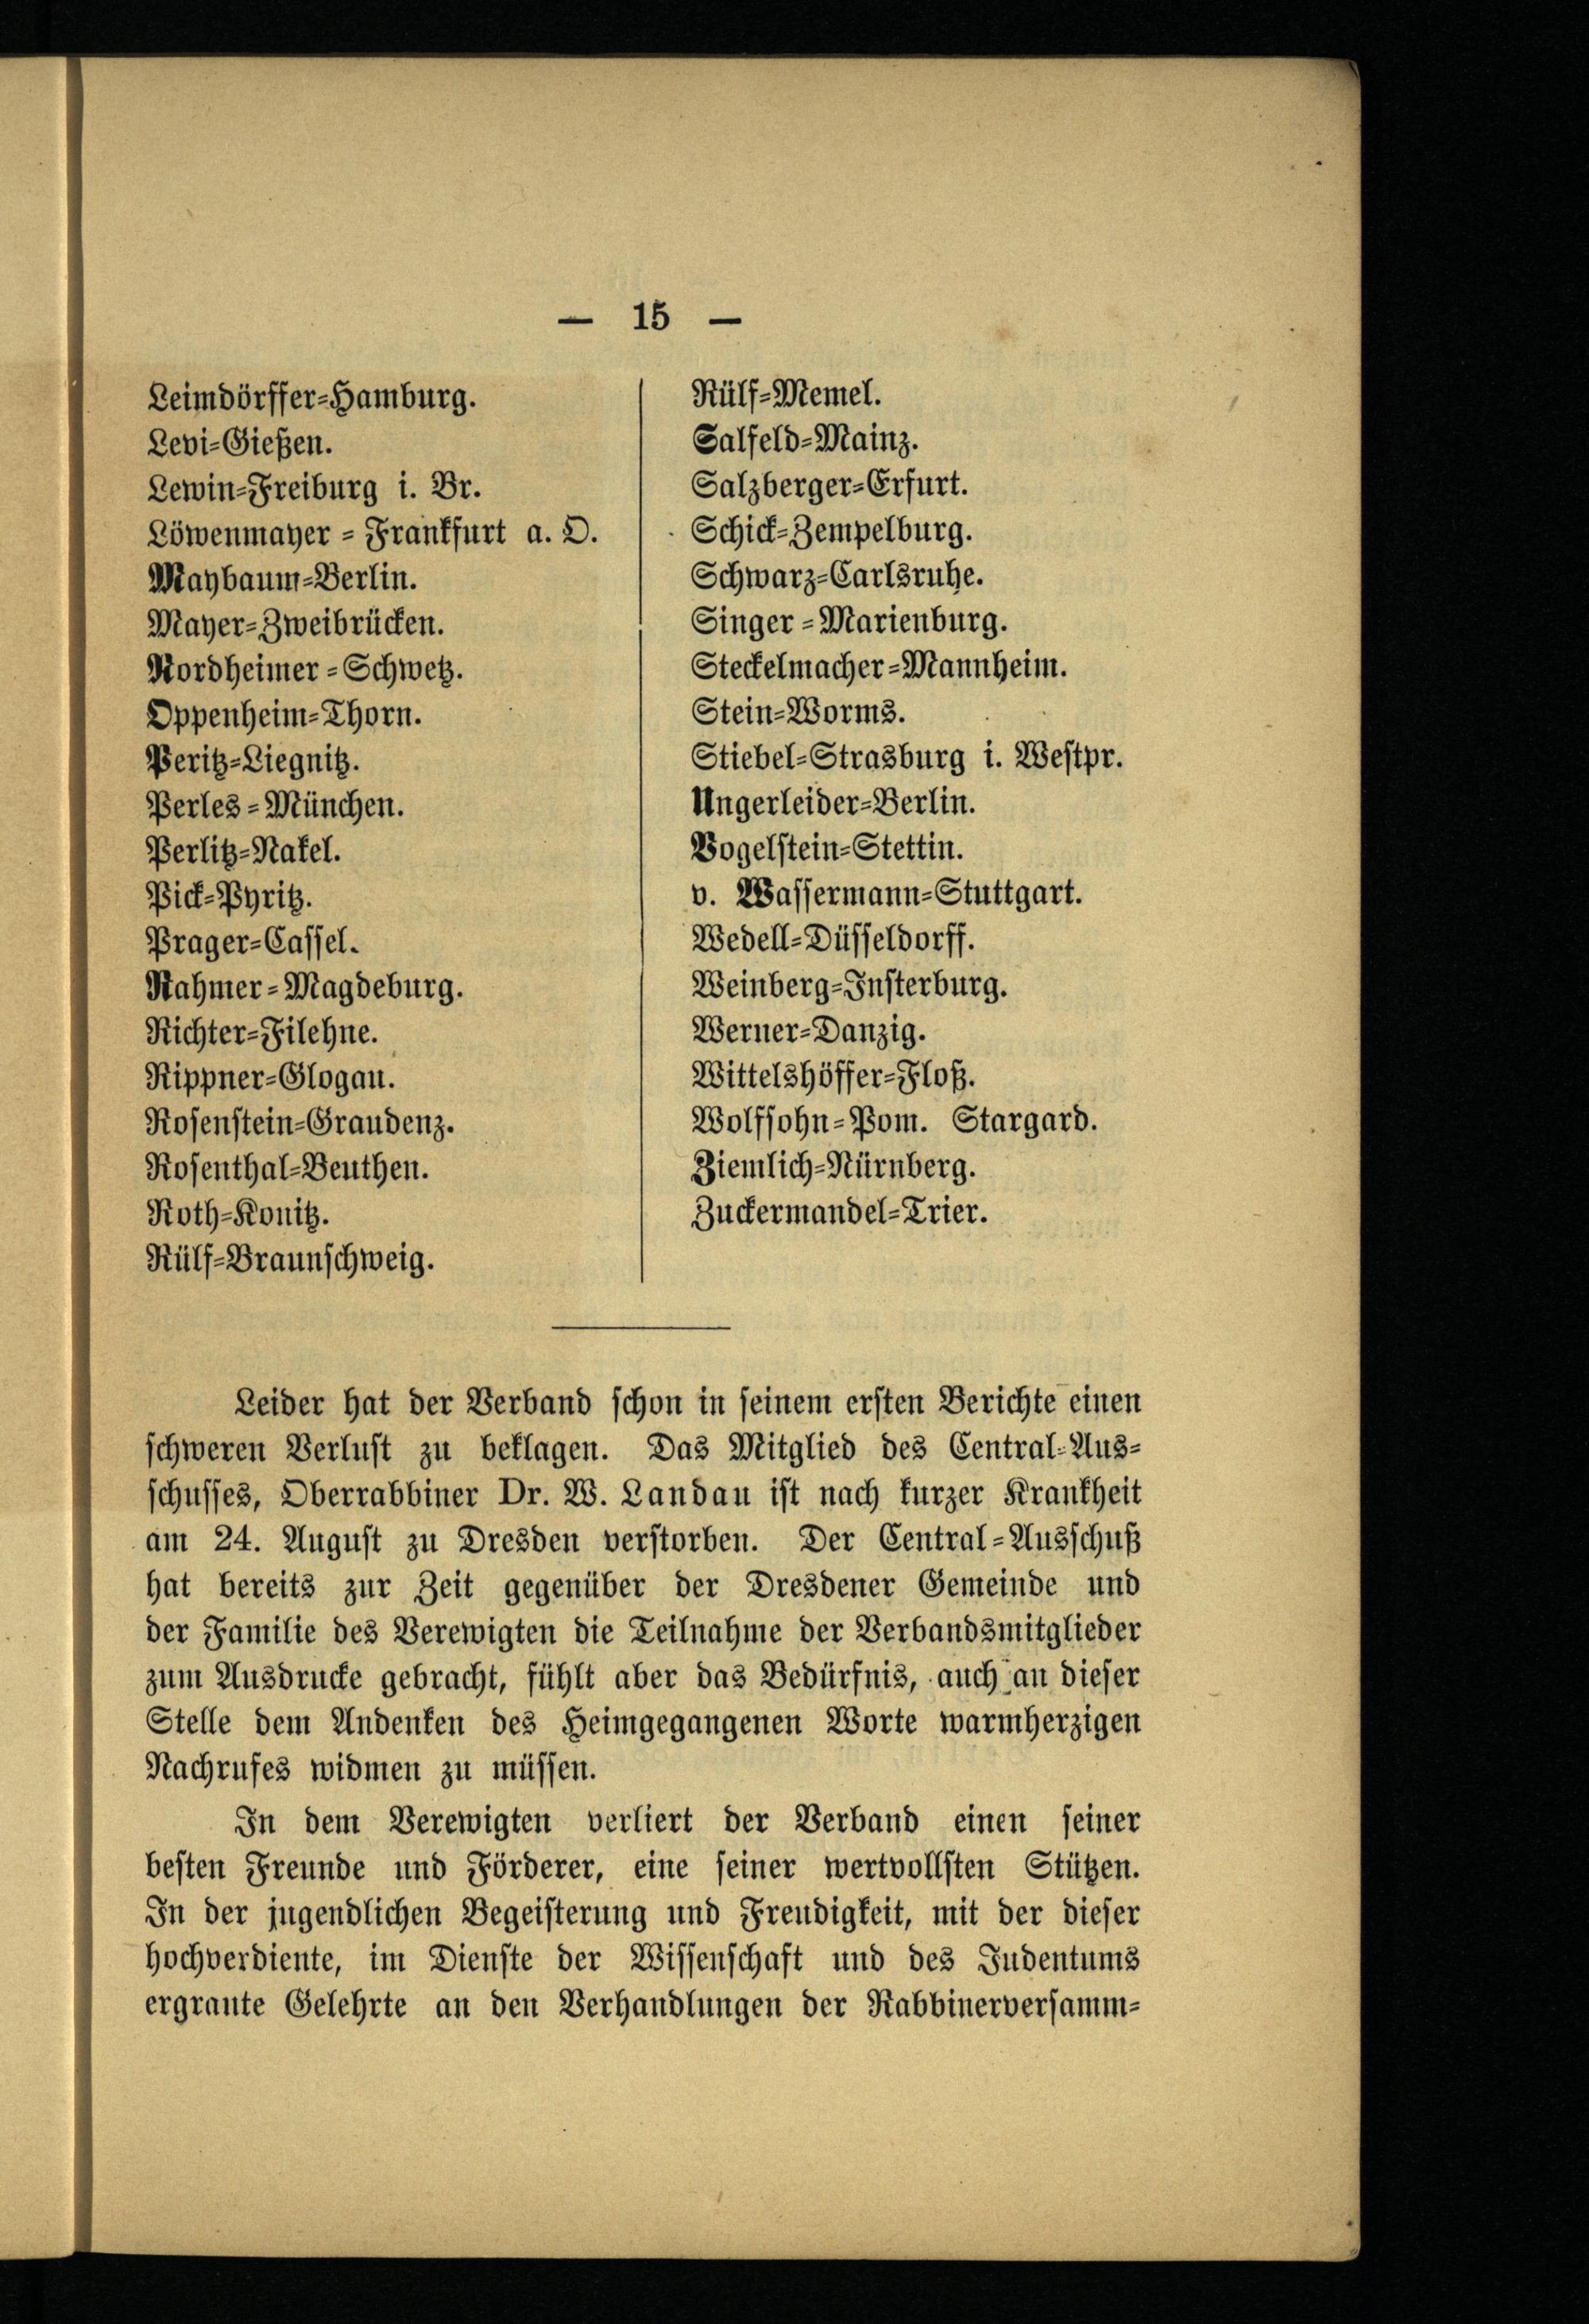 — 15 —
Leimdörffer-Hamburg.
Levi-Gießen.
Lewin-Freiburg i. Br.
Löwenmayer - Frankfurt a. O.
Maybaum-Berlin.
Mayer-Zweibrücken.
Nordheimer - Schwetz.
Oppenheim-Thorn.
Peritz-Liegnitz.
Perles - München.
Perlitz-Nakel.
Pick-Pyritz.
Prager-Cassel.
Rahmer - Magdeburg.
Richter-Filehne.
Rippner-Glogau.
Rosenstein-Graudenz.
Rosenthal-Beuthen.
Roth-Konitz.
Rülf-Braunschweig.
Rülf-Memel.
Salfeld-Mainz.
Salzberger-Erfurt.
Schick-Zempelburg.
Schwarz-Carlsruhe.
Singer - Marienburg.
Steckelmacher-Mannheim.
Stein-Worms.
Stiebel-Strasburg i. Westpr.
Ungerleider-Berlin.
Vogelstein-Stettin.
v. Wassermann-Stuttgart.
Wedell-Düsseldorff.
Weinberg-Insterburg.
Werner-Danzig.
Wittelshöffer-Floß.
Wolfsohn-Pom. Stargard.
Ziemlich-Nürnberg.
Zuckermandel-Trier.
Leider hat der Verband schon in seinem ersten Berichte einen
schweren Verlust zu beklagen. Das Mitglied des Central-Aus-
schusses, Oberrabbiner Dr. W. Landau ist nach kurzer Krankheit
am 24. August zu Dresden verstorben. Der Central-Ausschuß
hat bereits zur Zeit gegenüber der Dresdener Gemeinde und
der Familie des Verewigten die Teilnahme der Verbandsmitglieder
zum Ausdrucke gebracht, fühlt aber das Bedürfnis, auch an dieser
Stelle dem Andenken des Heimgegangenen Worte warmherzigen
Nachrufes widmen zu müssen.
In dem Verewigten verliert der Verband einen seiner
besten Freunde und Förderer, eine seiner wertvollsten Stützen.
In der jugendlichen Begeisterung und Freudigkeit, mit der dieser
hochverdiente, im Dienste der Wissenschaft und des Judentums
ergraute Gelehrte an den Verhandlungen der Rabbinerversamm-